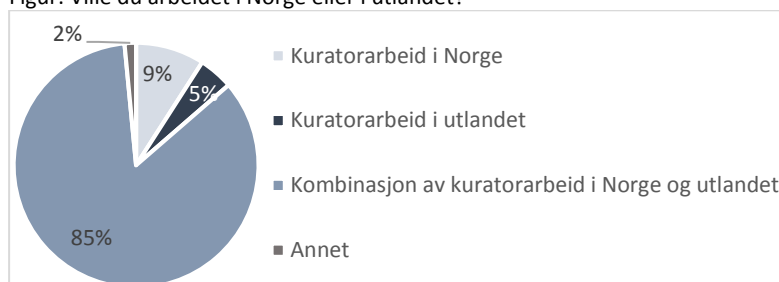 Figur: Ville du arbeidet i Norge eller i utlandet?
2%
9%
5%
85%
Kuratorarbeid i Norge
Kuratorarbeid i utlandet
Kombinasjon av kuratorarbeid i Norge og utlandet
Annet